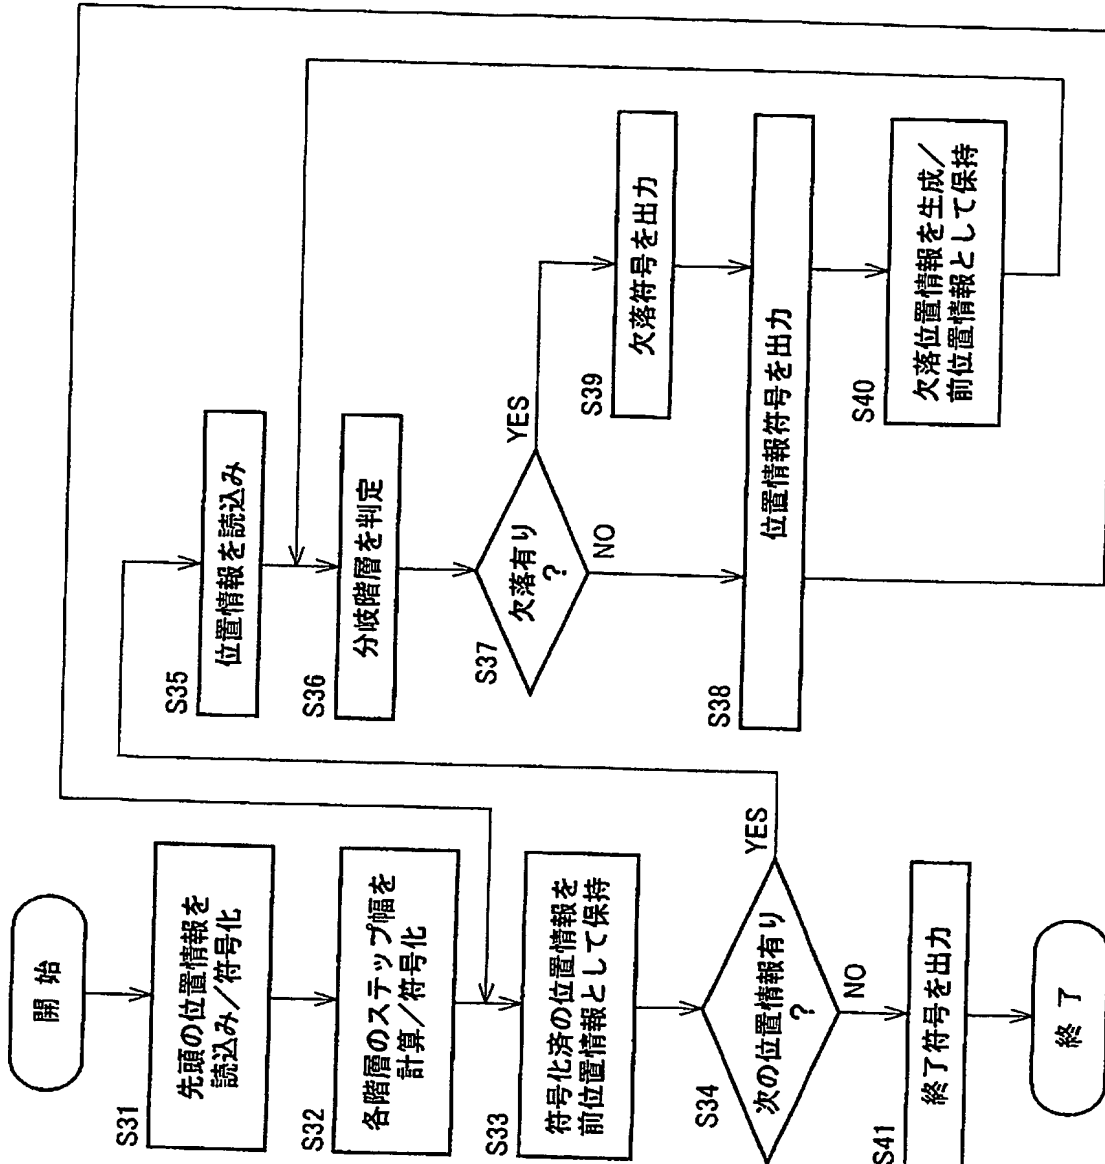 開 始
S31
先頭の位置情報を
読込み/符号化
S32
各階層のステップ幅を
計算/符号化
S33
符号化済の位置情報を
前位置情報として保持
S34
次の位置情報有り
?
YES
NO
S41
終了符号を出力
終 了
S35
位置情報を読込み
S36
分岐階層を判定
S37
欠落有り
?
YES
NO
S39
欠落符号を出力
S38
位置情報符号を出力
S40
欠落位置情報を生成/
前位置情報として保持